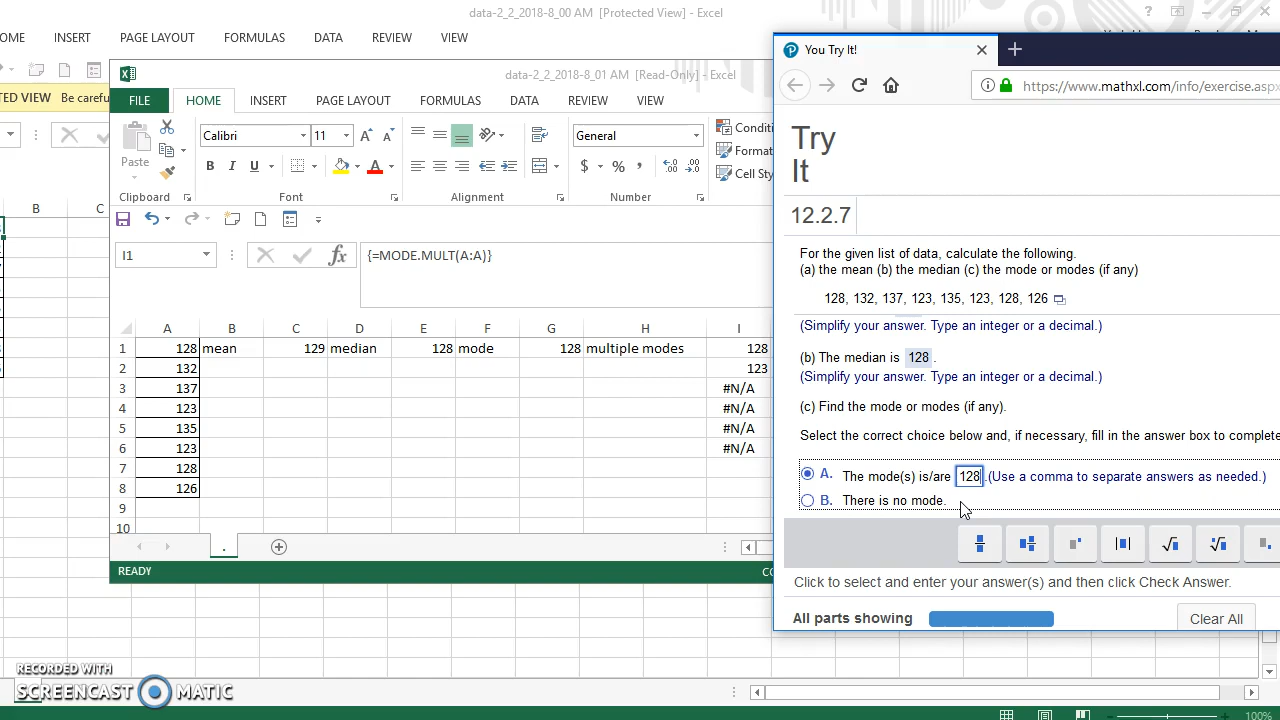 data-2_2_2018-8_00 AM [Protected View] - Excel
OME INSERT PAGE LAYOUT FORMULAS DATA REVIEW VIEW
TED VIEW Be carefu
B C
data-2_2_2018-8_01 AM [Read-Only] - Excel
FILE HOME INSERT PAGE LAYOUT FORMULAS DATA REVIEW VIEW
Paste
Calibri 11
General
Conditi
Format
Cell Sty
Clipboard Font Alignment Number
I1 {=MODE.MULT(A:A)}
A B C D E F G H I
1 128 mean 129 median 128 mode 128 multiple modes 128
2 132 123
3 137 #N/A
4 123 #N/A
5 135 #N/A
6 123 #N/A
7 128
8 126
9
10
.
READY
You Try It!
https://www.mathxl.com/info/exercise.aspx
Try
It
12.2.7
For the given list of data, calculate the following.
(a) the mean (b) the median (c) the mode or modes (if any)
128, 132, 137, 123, 135, 123, 128, 126
(Simplify your answer. Type an integer or a decimal.)
(b) The median is 128 .
(Simplify your answer. Type an integer or a decimal.)
(c) Find the mode or modes (if any).
Select the correct choice below and, if necessary, fill in the answer box to complete
A. The mode(s) is/are 128 .(Use a comma to separate answers as needed.)
B. There is no mode.
Click to select and enter your answer(s) and then click Check Answer.
All parts showing
Clear All
RECORDED WITH
SCREENCAST MATIC
100%